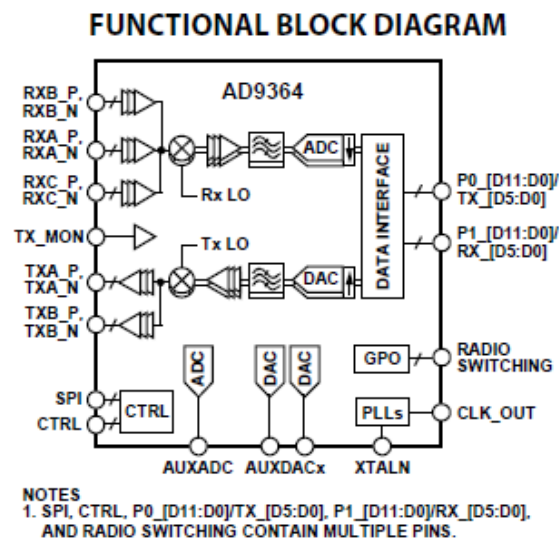 FUNCTIONAL BLOCK DIAGRAM
AD9364
RXB_P,
RXB_N
RXA_P,
RXA_N
RXC_P,
RXC_N
TX_MON
TXA_P,
TXA_N
TXB_P,
TXB_N
SPI
CTRL
CTRL
Rx LO
Tx LO
ADC
DAC
DATA INTERFACE
P0_[D11:D0]/
TX_[D5:D0]
P1_[D11:D0]/
RX_[D5:D0]
ADC
DAC
DAC
GPO
RADIO
SWITCHING
PLLs
CLK_OUT
AUXADC
AUXDACx
XTALN
NOTES
1. SPI, CTRL, P0_[D11:D0]/TX_[D5:D0], P1_[D11:D0]/RX_[D5:D0],
AND RADIO SWITCHING CONTAIN MULTIPLE PINS.